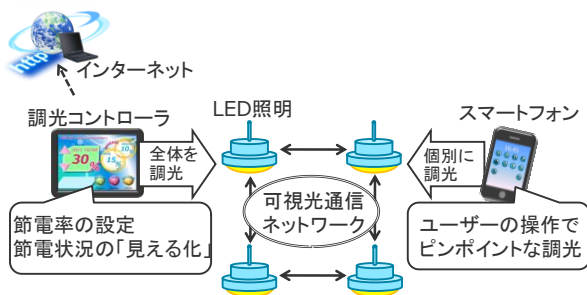 http
インターネット
調光コントローラ
LED照明
スマートフォン
30%
15%
10%
全体を
調光
個別に
調光
可視光通信
ネットワーク
節電率の設定
節電状況の「見える化」
ユーザーの操作で
ピンポイントな調光